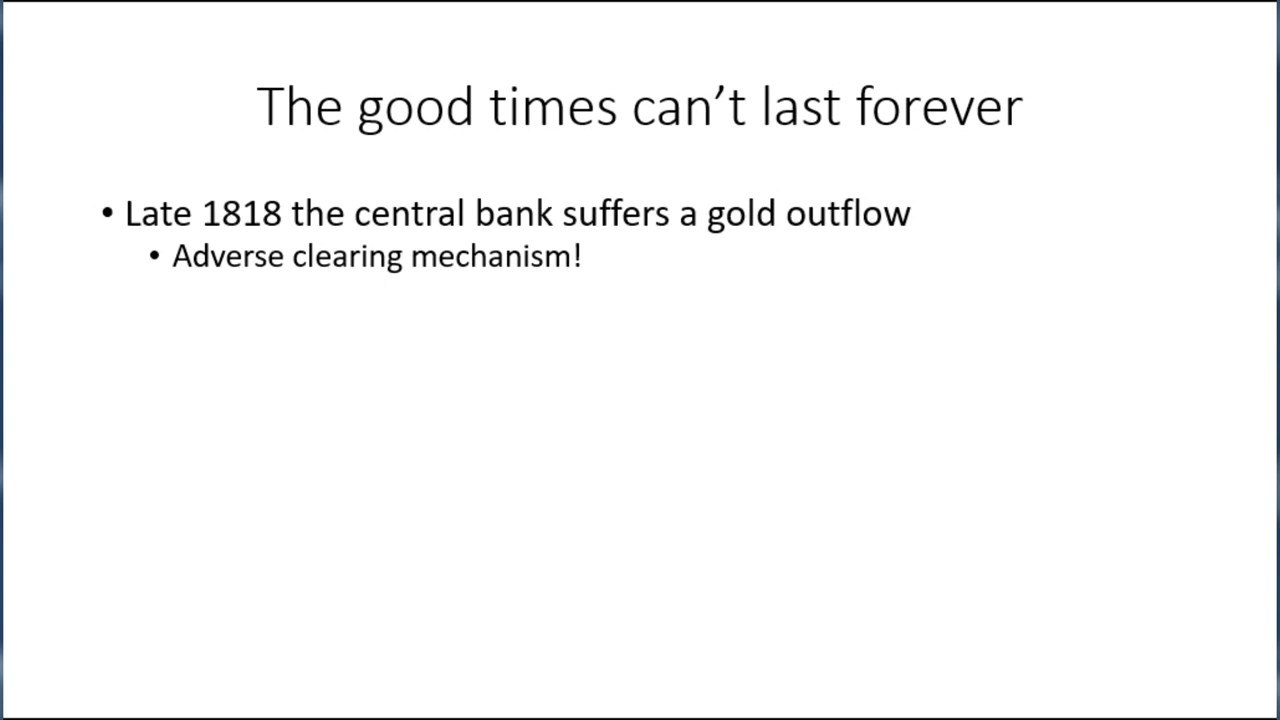 The good times can’t last forever
• Late 1818 the central bank suffers a gold outflow
• Adverse clearing mechanism!